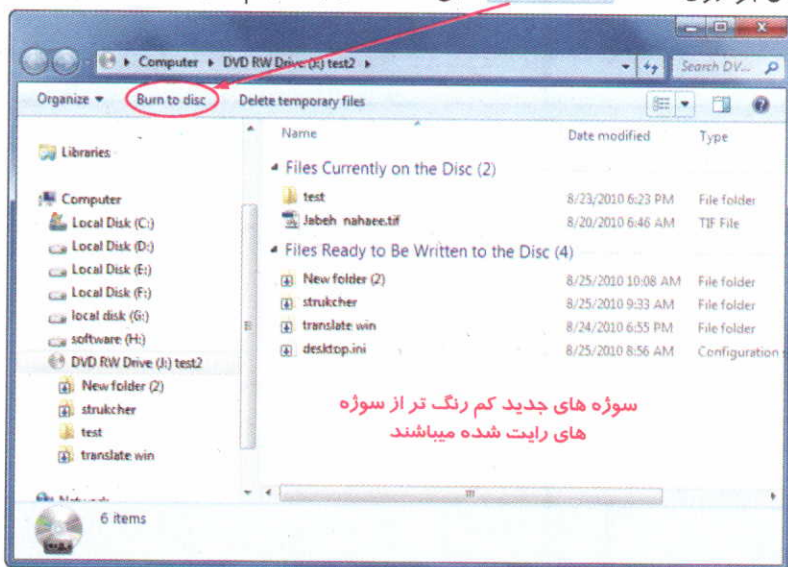 Computer ▸ DVD RW Drive (J:) test2 ▸
Search DV...
Organize ▾ Burn to disc Delete temporary files
Name Date modified Type
Files Currently on the Disc (2)
test 8/23/2010 6:23 PM File folder
Jabeh nahaee.tif 8/20/2010 6:46 AM TIF File
Files Ready to Be Written to the Disc (4)
New folder (2) 8/25/2010 10:08 AM File folder
strukcher 8/25/2010 9:33 AM File folder
translate win 8/24/2010 6:55 PM File folder
desktop.ini 8/25/2010 8:56 AM Configuration
Libraries
Computer
Local Disk (C:)
Local Disk (D:)
Local Disk (E:)
Local Disk (F:)
local disk (G:)
software (H:)
DVD RW Drive (J:) test2
New folder (2)
strukcher
test
translate win
سوژه های جدید کم رنگ تر از سوژه
های رایت شده میباشند
6 items